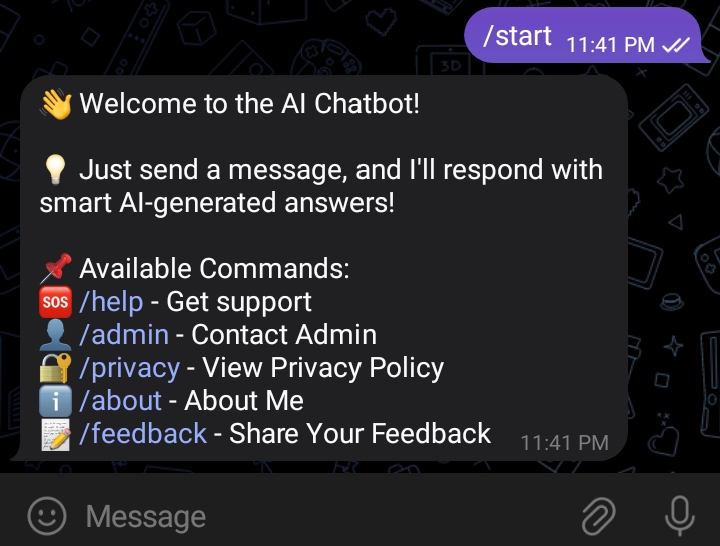 /start 11:41 PM
👋 Welcome to the AI Chatbot!
💡 Just send a message, and I'll respond with
smart AI-generated answers!
📌 Available Commands:
🆘 /help - Get support
👤 /admin - Contact Admin
🔐 /privacy - View Privacy Policy
ℹ️ /about - About Me
📝 /feedback - Share Your Feedback 11:41 PM
Message